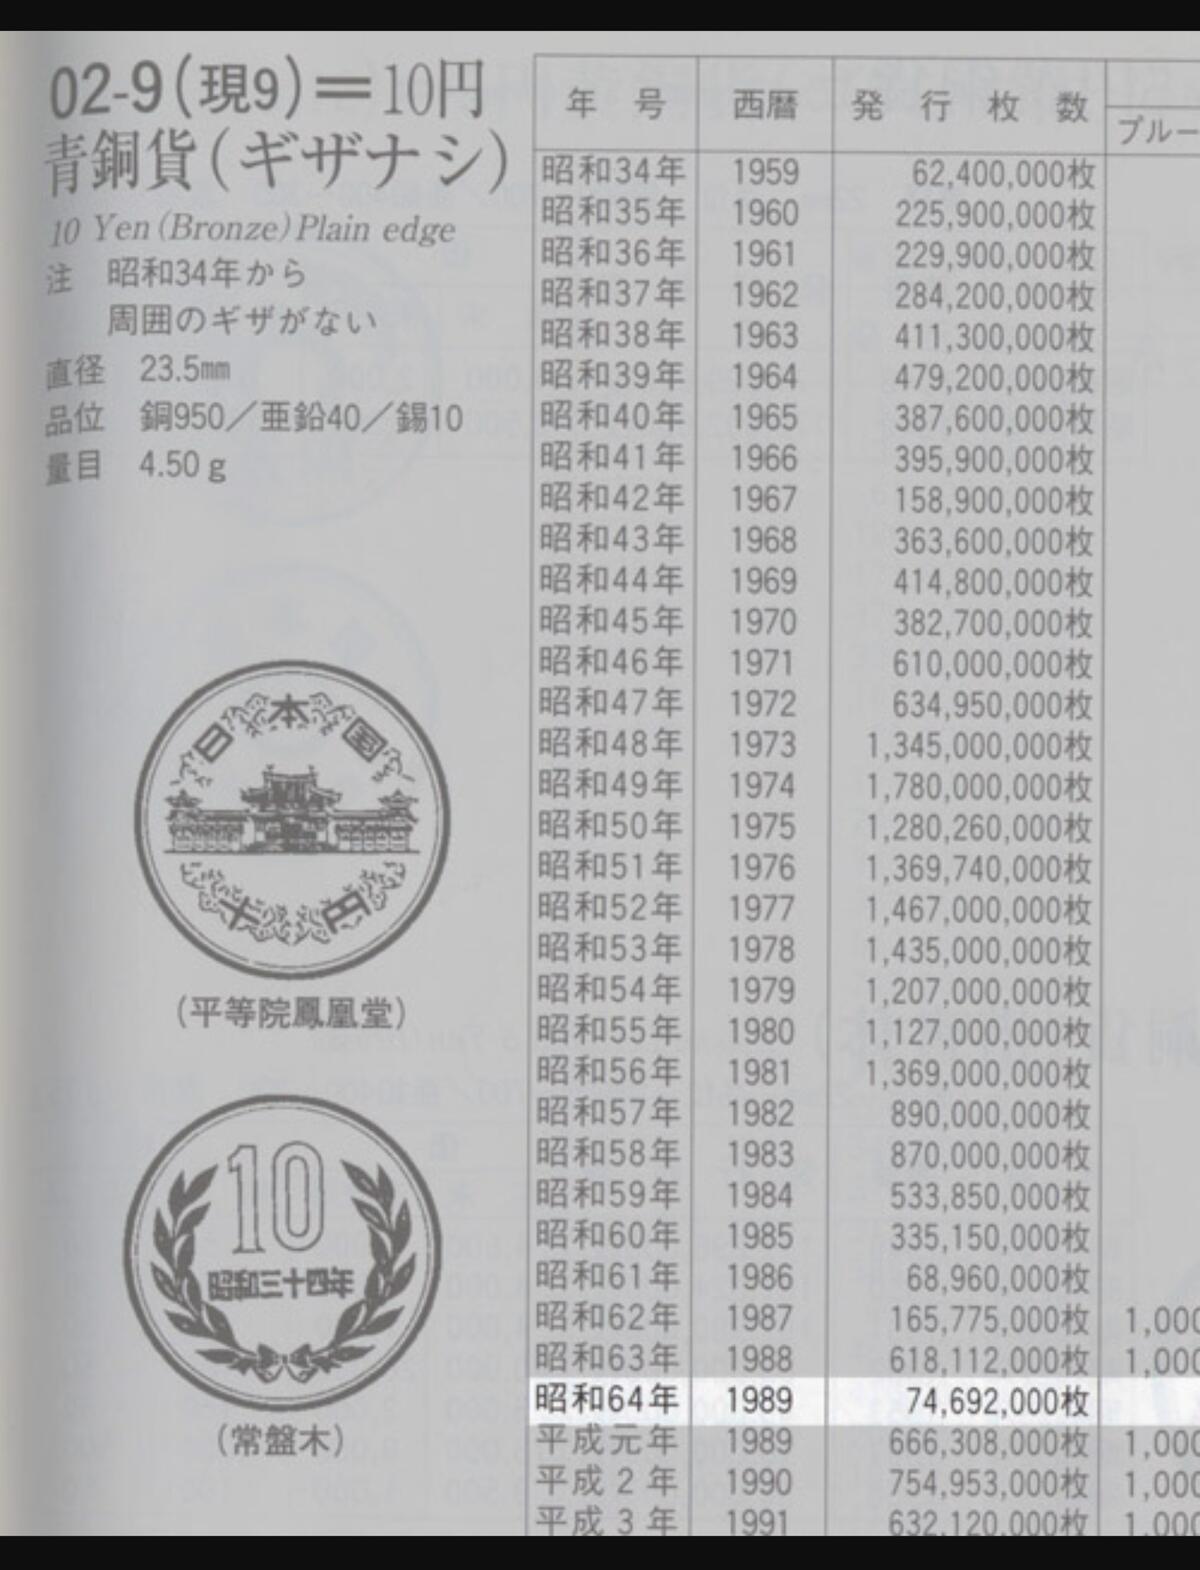 02-9(現9)=10円
青銅貨(ギザナシ)
10 Yen (Bronze) Plain edge
注 昭和34年から
周囲のギザがない
直径 23.5㎜
品位 銅950/亜鉛40/錫10
量目 4.50g
日本国
十円
(平等院鳳凰堂)
10
昭和三十四年
(常盤木)
年号 西暦 発行枚数 プルー
昭和34年 1959 62,400,000枚
昭和35年 1960 225,900,000枚
昭和36年 1961 229,900,000枚
昭和37年 1962 284,200,000枚
昭和38年 1963 411,300,000枚
昭和39年 1964 479,200,000枚
昭和40年 1965 387,600,000枚
昭和41年 1966 395,900,000枚
昭和42年 1967 158,900,000枚
昭和43年 1968 363,600,000枚
昭和44年 1969 414,800,000枚
昭和45年 1970 382,700,000枚
昭和46年 1971 610,000,000枚
昭和47年 1972 634,950,000枚
昭和48年 1973 1,345,000,000枚
昭和49年 1974 1,780,000,000枚
昭和50年 1975 1,280,260,000枚
昭和51年 1976 1,369,740,000枚
昭和52年 1977 1,467,000,000枚
昭和53年 1978 1,435,000,000枚
昭和54年 1979 1,207,000,000枚
昭和55年 1980 1,127,000,000枚
昭和56年 1981 1,369,000,000枚
昭和57年 1982 890,000,000枚
昭和58年 1983 870,000,000枚
昭和59年 1984 533,850,000枚
昭和60年 1985 335,150,000枚
昭和61年 1986 68,960,000枚
昭和62年 1987 165,775,000枚 1,000
昭和63年 1988 618,112,000枚 1,000
昭和64年 1989 74,692,000枚
平成元年 1989 666,308,000枚 1,000
平成2年 1990 754,953,000枚 1,000
平成3年 1991 632,120,000枚 1,000